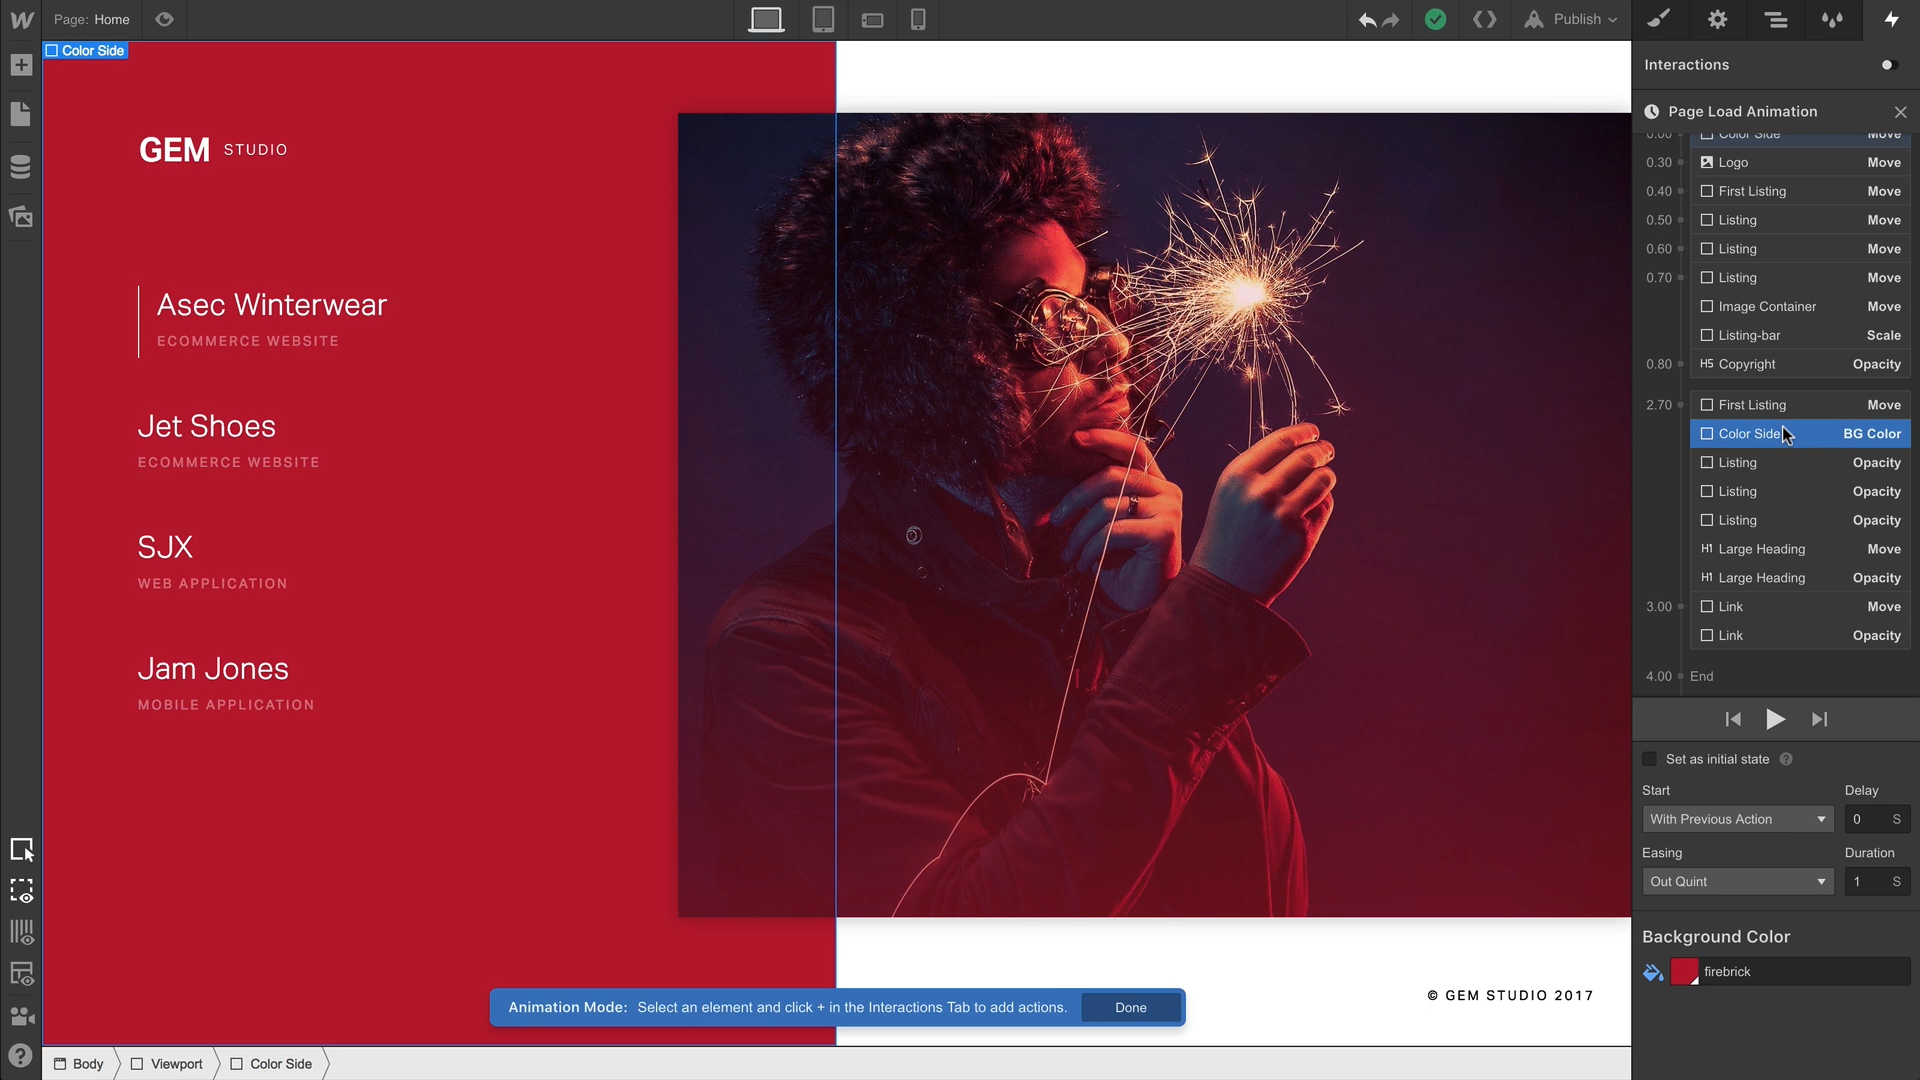 Page: Home
Publish
Color Side
GEM STUDIO
Asec Winterwear
ECOMMERCE WEBSITE
Jet Shoes
ECOMMERCE WEBSITE
SJX
WEB APPLICATION
Jam Jones
MOBILE APPLICATION
© GEM STUDIO 2017
Animation Mode: Select an element and click + in the Interactions Tab to add actions. Done
Body Viewport Color Side
Interactions
Page Load Animation
0.00 Color Side Move
0.30 Logo Move
0.40 First Listing Move
0.50 Listing Move
0.60 Listing Move
0.70 Listing Move
Image Container Move
Listing-bar Scale
0.80 H5 Copyright Opacity
2.70 First Listing Move
Color Side BG Color
Listing Opacity
Listing Opacity
Listing Opacity
H1 Large Heading Move
H1 Large Heading Opacity
3.00 Link Move
Link Opacity
4.00 End
Set as initial state ?
Start Delay
With Previous Action 0 S
Easing Duration
Out Quint 1 S
Background Color
firebrick